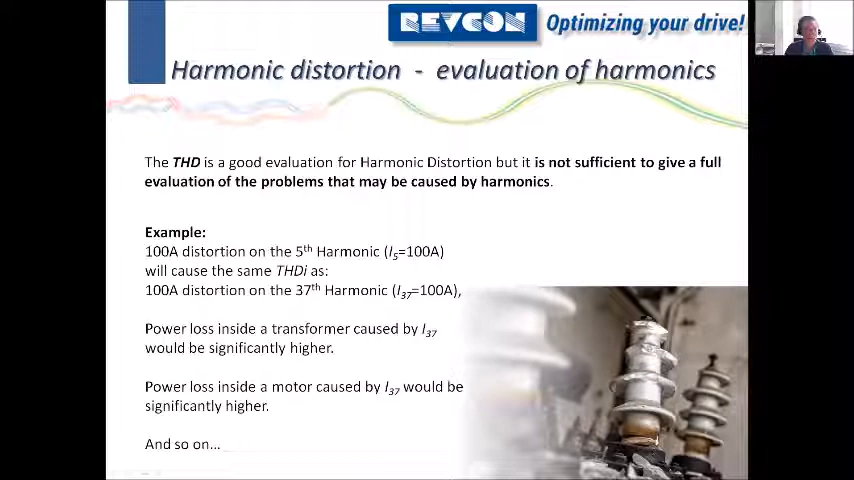 REVCON Optimizing your drive!
Harmonic distortion - evaluation of harmonics
The THD is a good evaluation for Harmonic Distortion but it is not sufficient to give a full
evaluation of the problems that may be caused by harmonics.
Example:
100A distortion on the 5th Harmonic (I5=100A)
will cause the same THDi as:
100A distortion on the 37th Harmonic (I37=100A),
Power loss inside a transformer caused by I37
would be significantly higher.
Power loss inside a motor caused by I37 would be
significantly higher.
And so on...